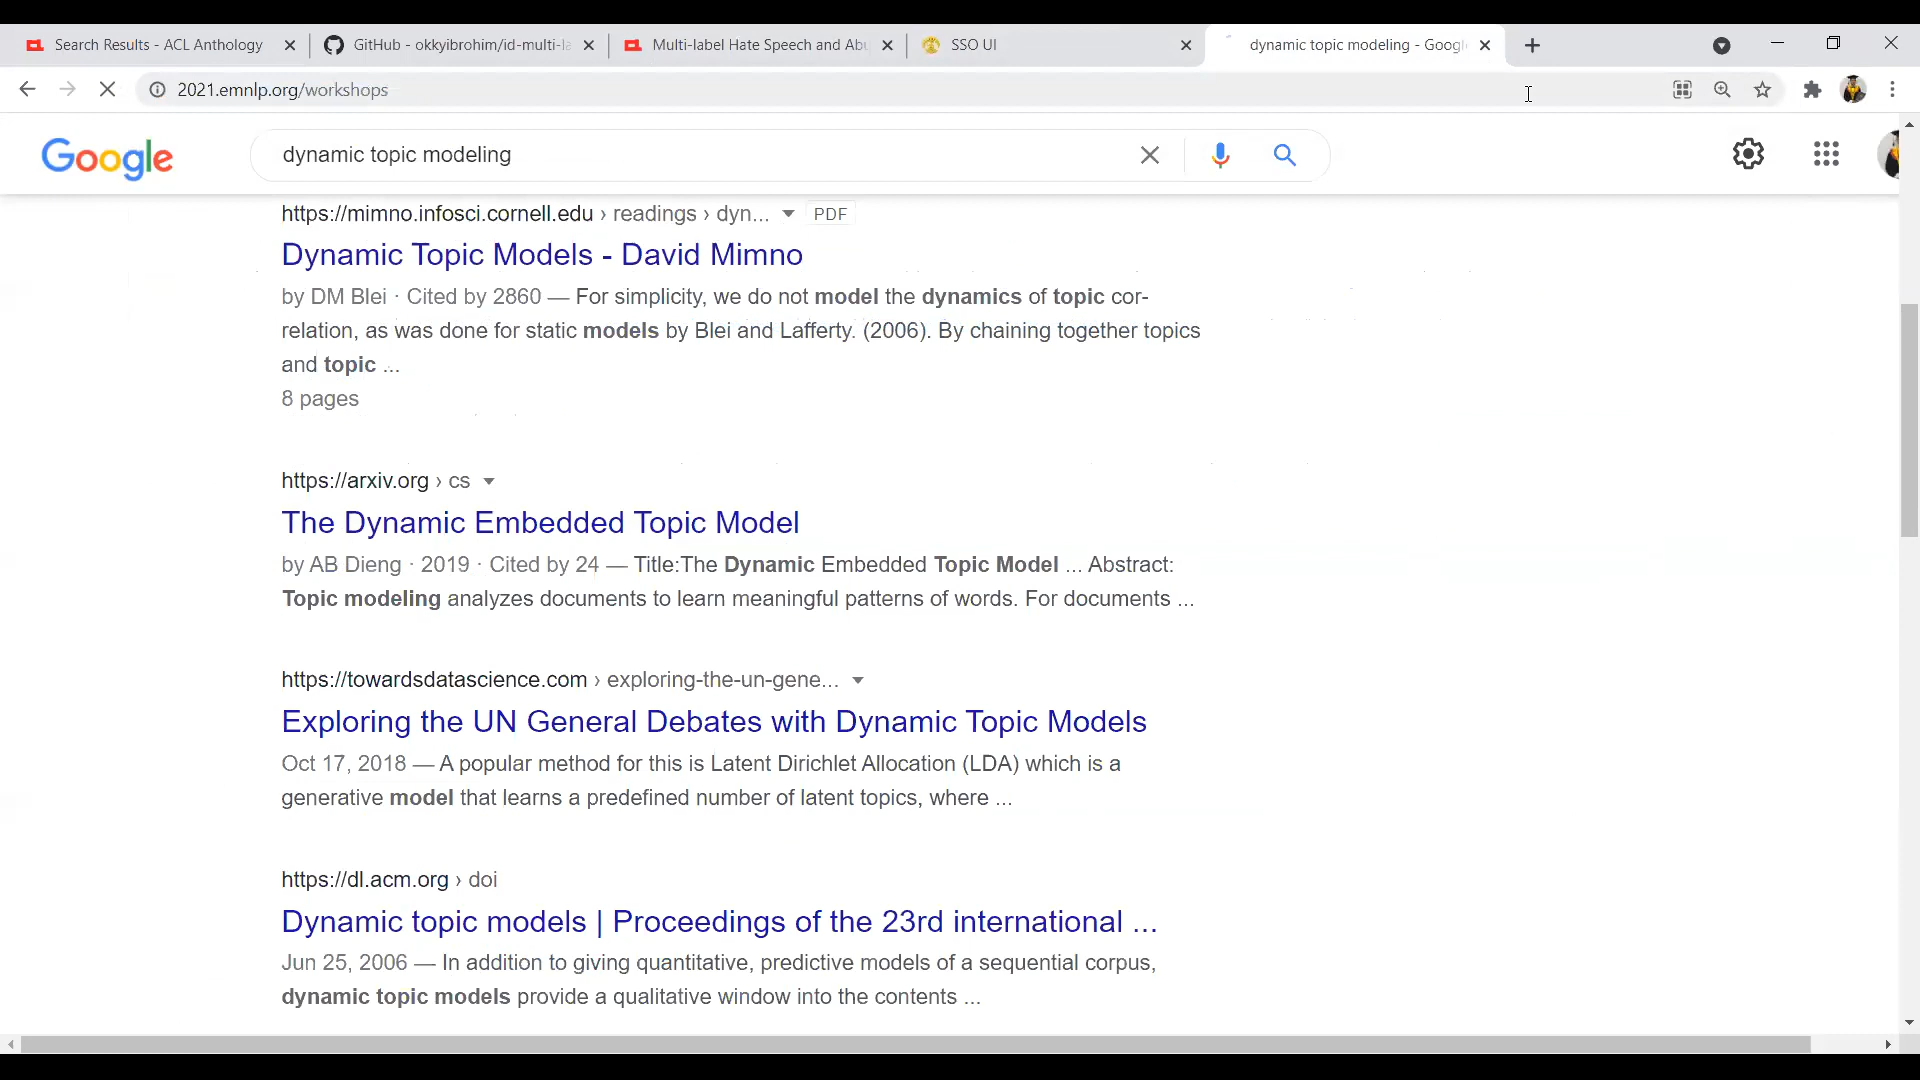 Search Results - ACL Anthology
GitHub - okkyibrohim/id-multi-la
Multi-label Hate Speech and Abu
SSO UI
dynamic topic modeling - Googl
2021.emnlp.org/workshops
Google
dynamic topic modeling
https://mimno.infosci.cornell.edu › readings › dyn... PDF
Dynamic Topic Models - David Mimno
by DM Blei · Cited by 2860 — For simplicity, we do not model the dynamics of topic cor-
relation, as was done for static models by Blei and Lafferty. (2006). By chaining together topics
and topic ...
8 pages
https://arxiv.org › cs
The Dynamic Embedded Topic Model
by AB Dieng · 2019 · Cited by 24 — Title:The Dynamic Embedded Topic Model ... Abstract:
Topic modeling analyzes documents to learn meaningful patterns of words. For documents ...
https://towardsdatascience.com › exploring-the-un-gene...
Exploring the UN General Debates with Dynamic Topic Models
Oct 17, 2018 — A popular method for this is Latent Dirichlet Allocation (LDA) which is a
generative model that learns a predefined number of latent topics, where ...
https://dl.acm.org › doi
Dynamic topic models | Proceedings of the 23rd international ...
Jun 25, 2006 — In addition to giving quantitative, predictive models of a sequential corpus,
dynamic topic models provide a qualitative window into the contents ...